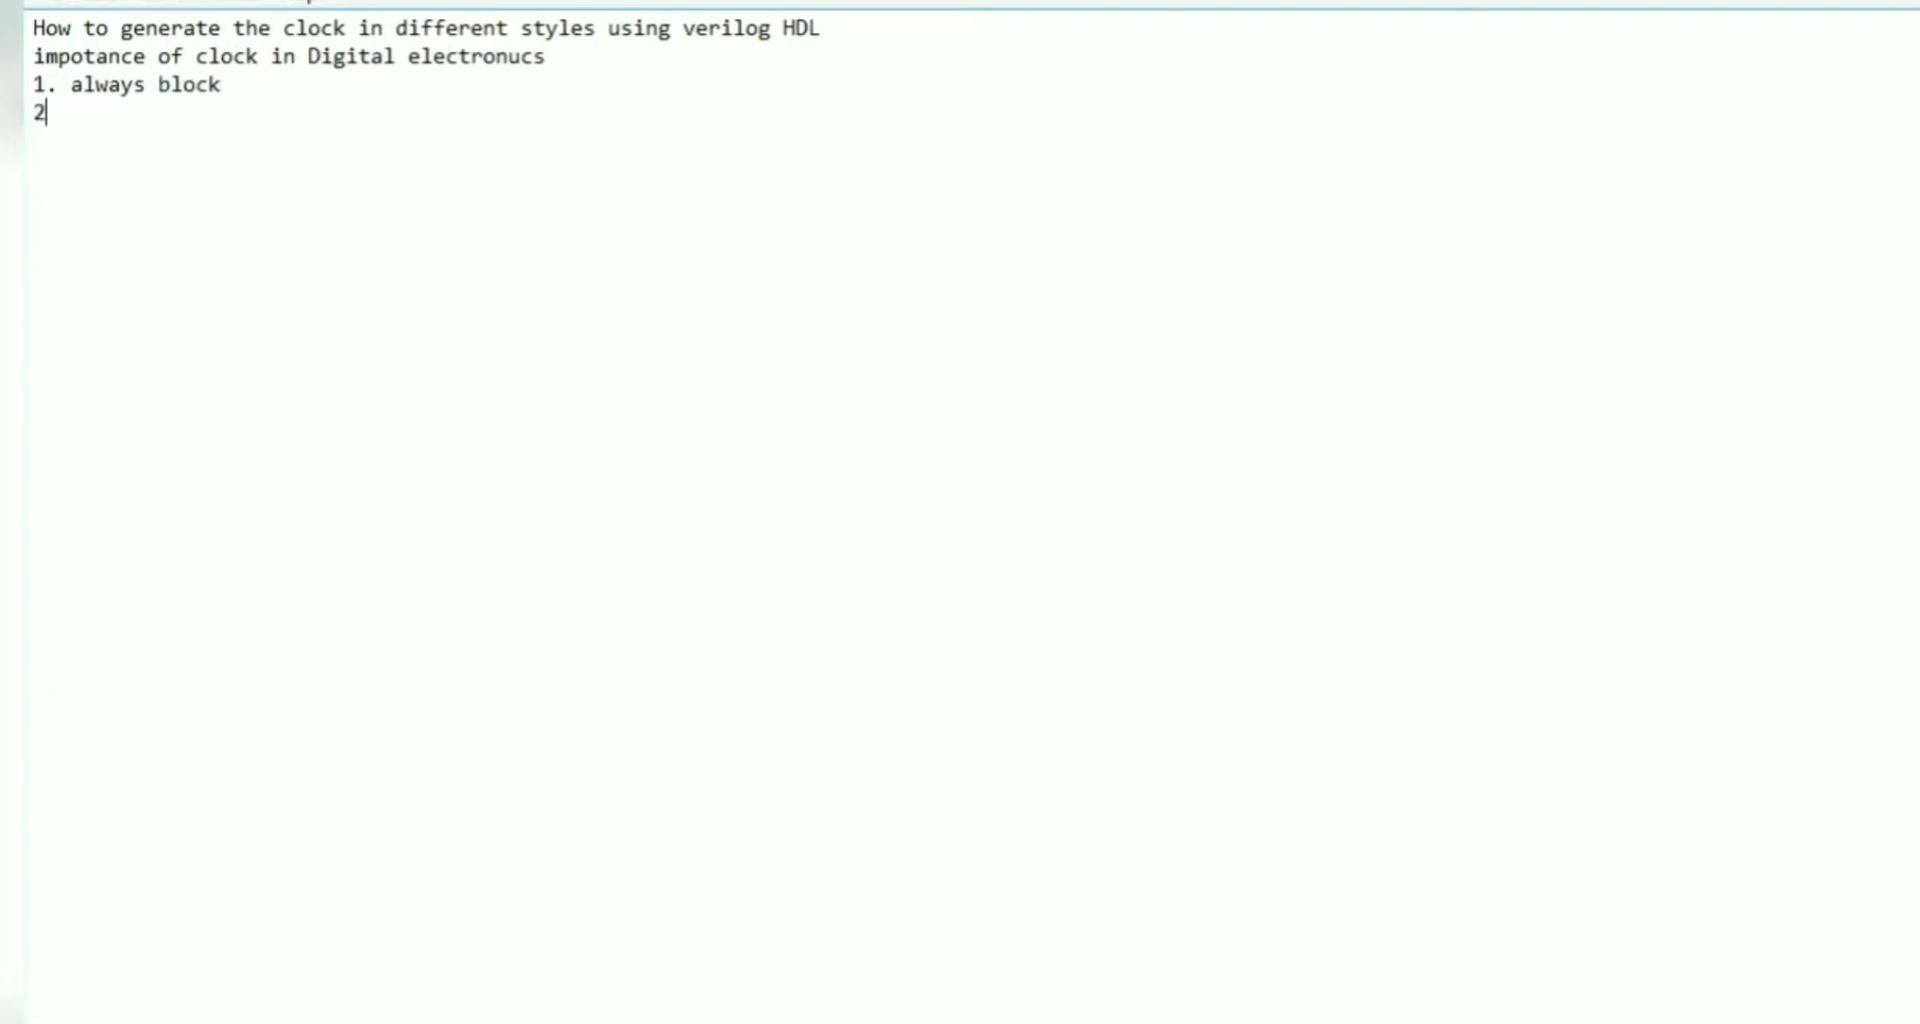 How to generate the clock in different styles using verilog HDL
impotance of clock in Digital electronucs
1. always block
2